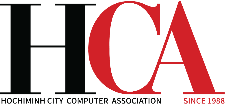 HCA
HOCHIMINH CITY COMPUTER ASSOCIATION SINCE 1988